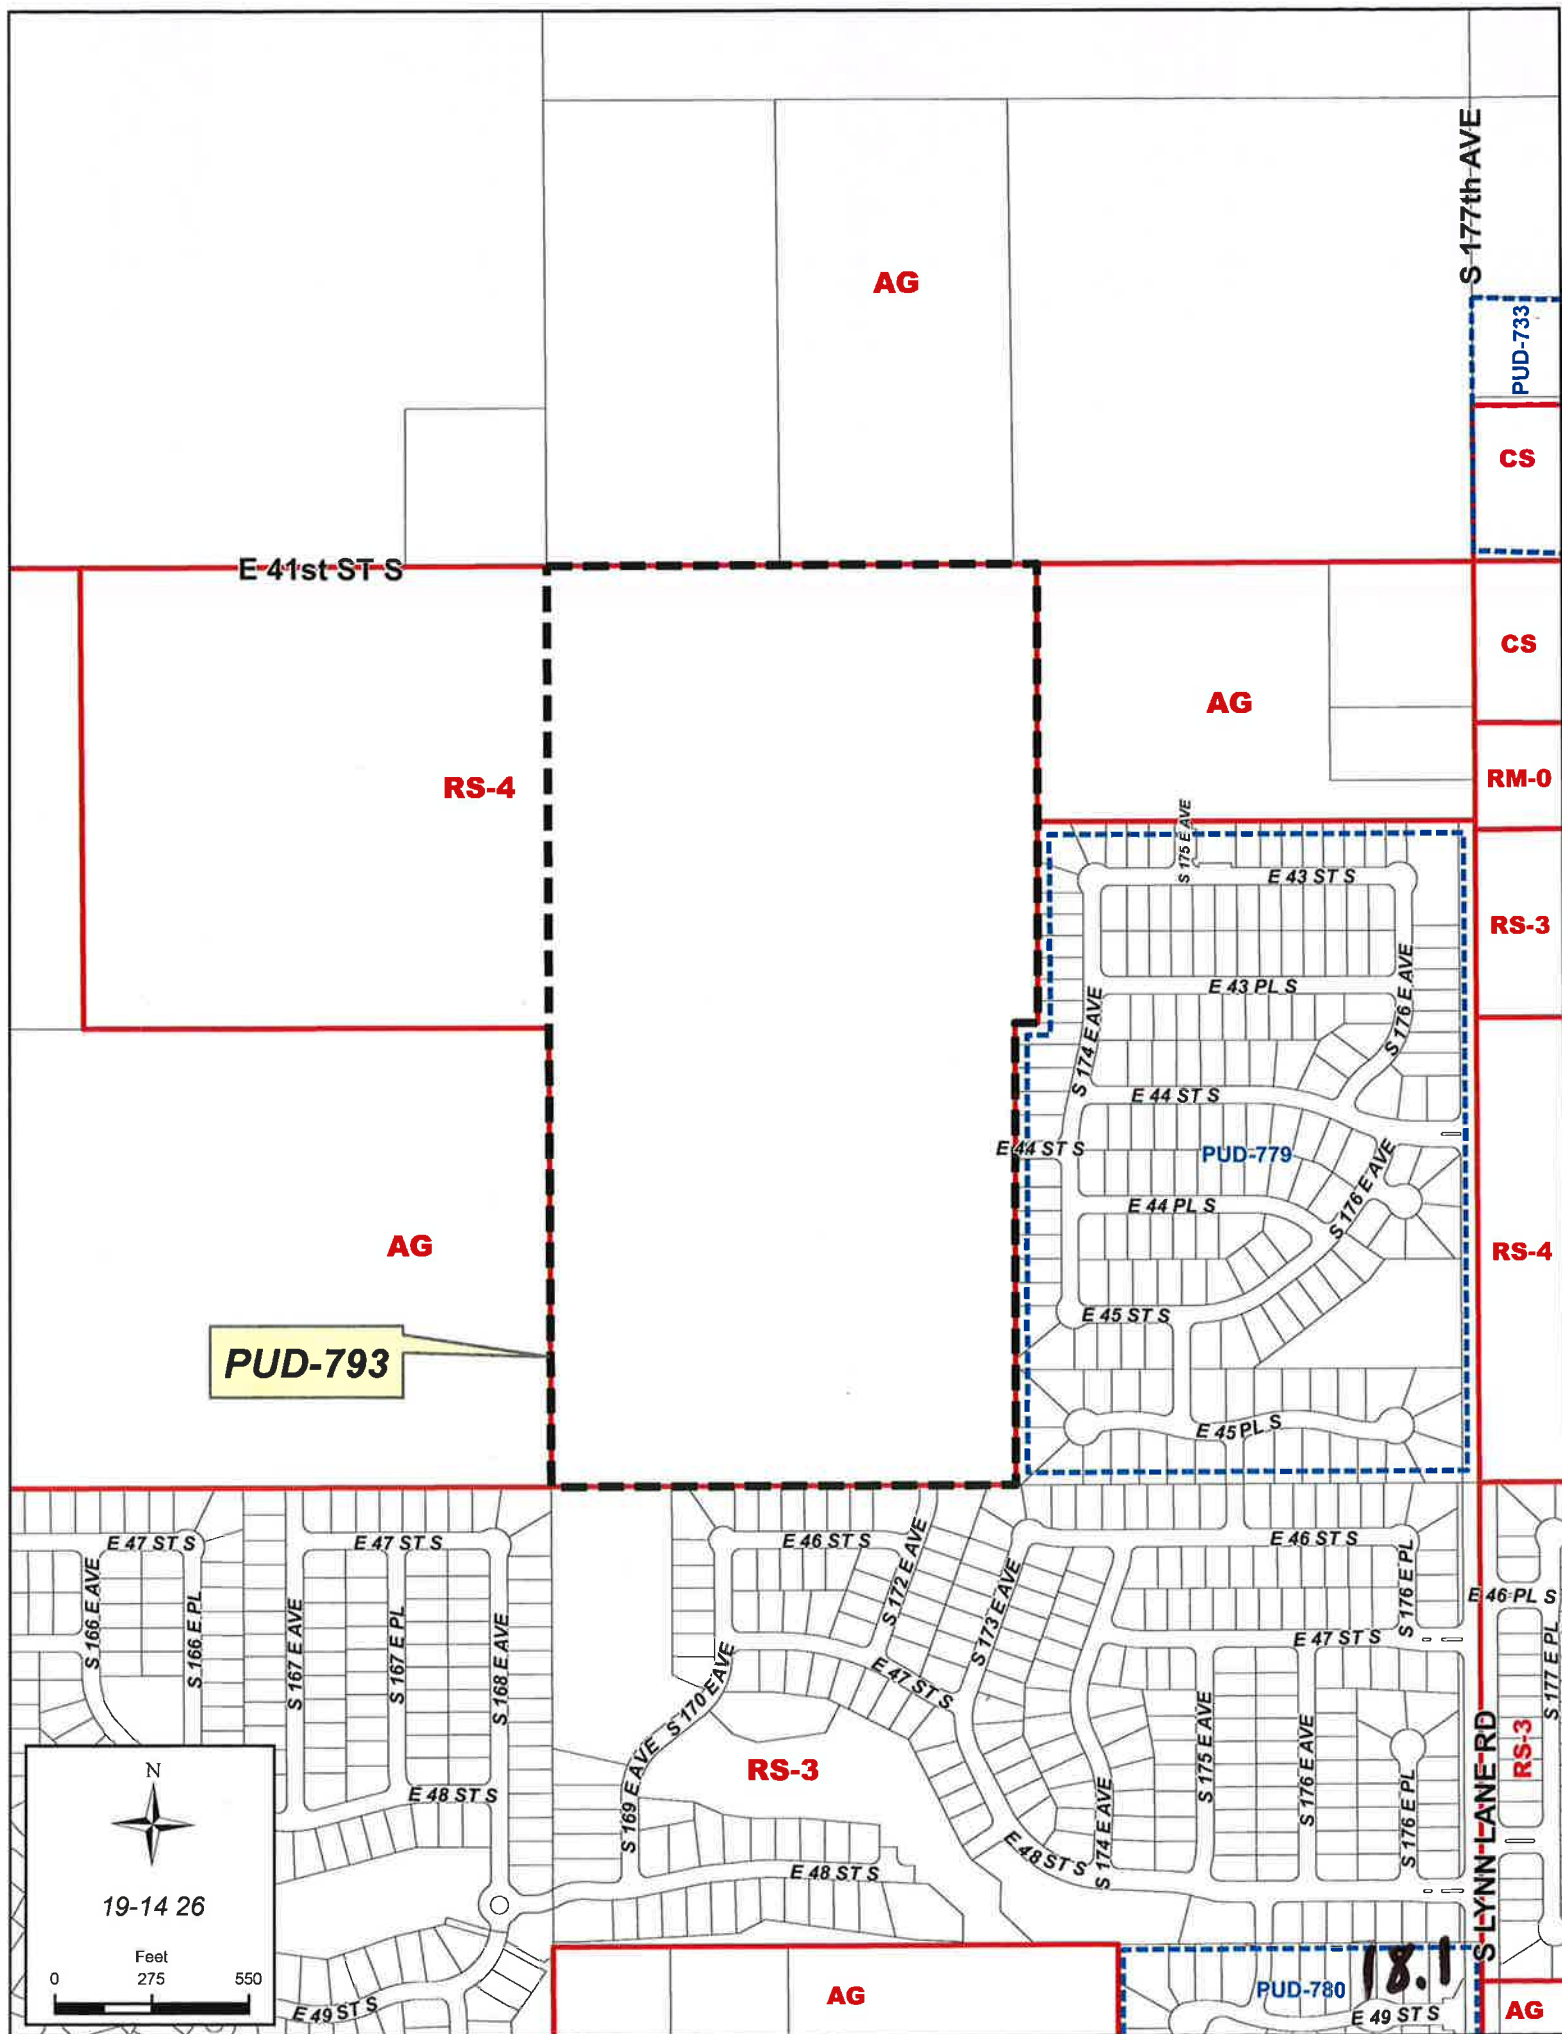 S 177th AVE
AG
PUD-733
CS
E 41st ST S
CS
AG
RS-4
RM-0
S 175 E AVE
E 43 ST S
RS-3
S 176 E AVE
E 43 PL S
S 174 E AVE
E 44 ST S
E 44 ST S
PUD-779
S 176 E AVE
E 44 PL S
AG
RS-4
E 45 ST S
PUD-793
E 45 PL S
E 47 ST S
E 47 ST S
E 46 ST S
E 46 ST S
S 166 E AVE
S 166 E PL
S 167 E AVE
S 167 E PL
S 168 E AVE
S 172 E AVE
S 173 E AVE
S 176 E PL
E 46 PL S
E 47 ST S
S 177 E PL
S 170 E AVE
E 47 ST S
S 169 E AVE
RS-3
S 175 E AVE
S 176 E AVE
S LYNN LANE RD
RS-3
E 48 ST S
S 174 E AVE
S 176 E PL
E 48 ST S
E 48 ST S
N
19-14 26
Feet
0 275 550
E 49 ST S
AG
PUD-780
18.1
E 49 ST S
AG